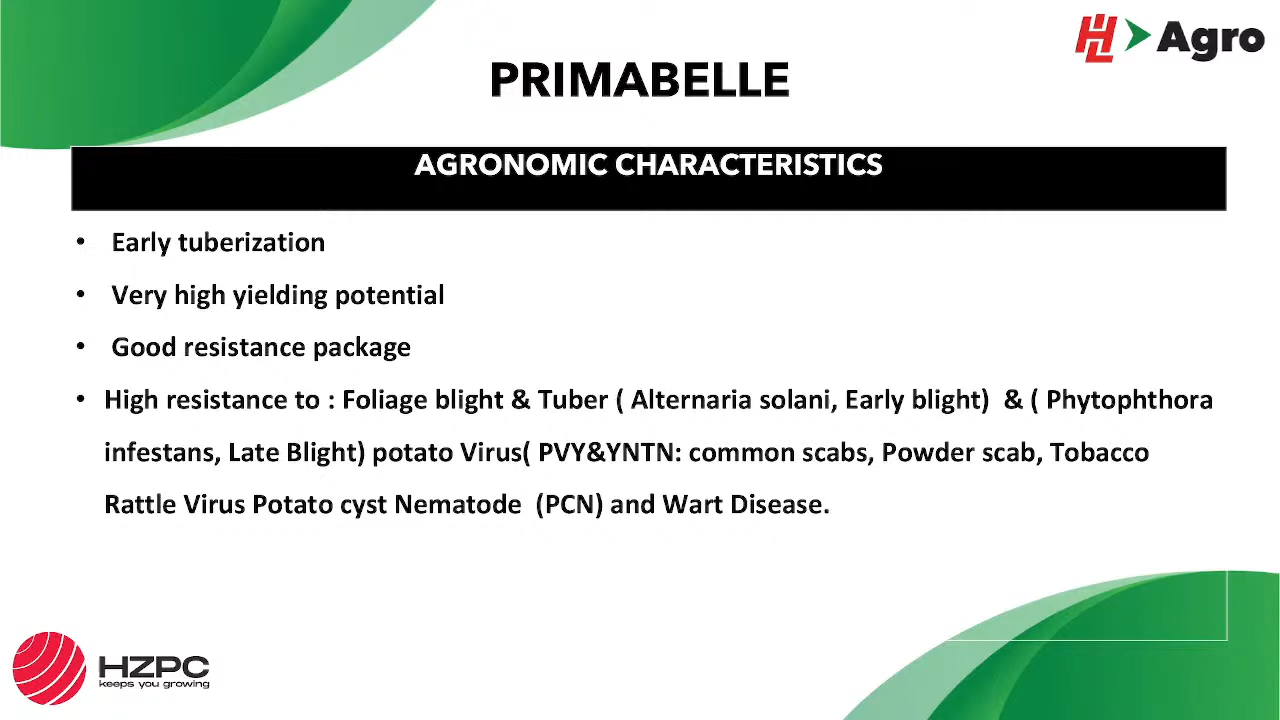 HL Agro
PRIMABELLE
AGRONOMIC CHARACTERISTICS
• Early tuberization
• Very high yielding potential
• Good resistance package
• High resistance to : Foliage blight & Tuber ( Alternaria solani, Early blight) & ( Phytophthora
infestans, Late Blight) potato Virus( PVY&YNTN: common scabs, Powder scab, Tobacco
Rattle Virus Potato cyst Nematode (PCN) and Wart Disease.
HZPC
keeps you growing